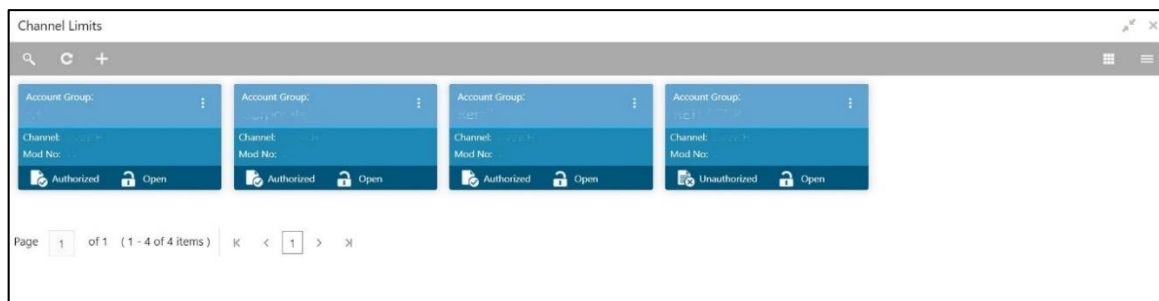 Channel Limits
Account Group: Account Group: Account Group: Account Group:
Channel: Channel: Channel: Channel:
Mod No: Mod No: Mod No: Mod No:
Authorized Open Authorized Open Authorized Open Unauthorized Open
Page 1 of 1 (1 - 4 of 4 items) 1